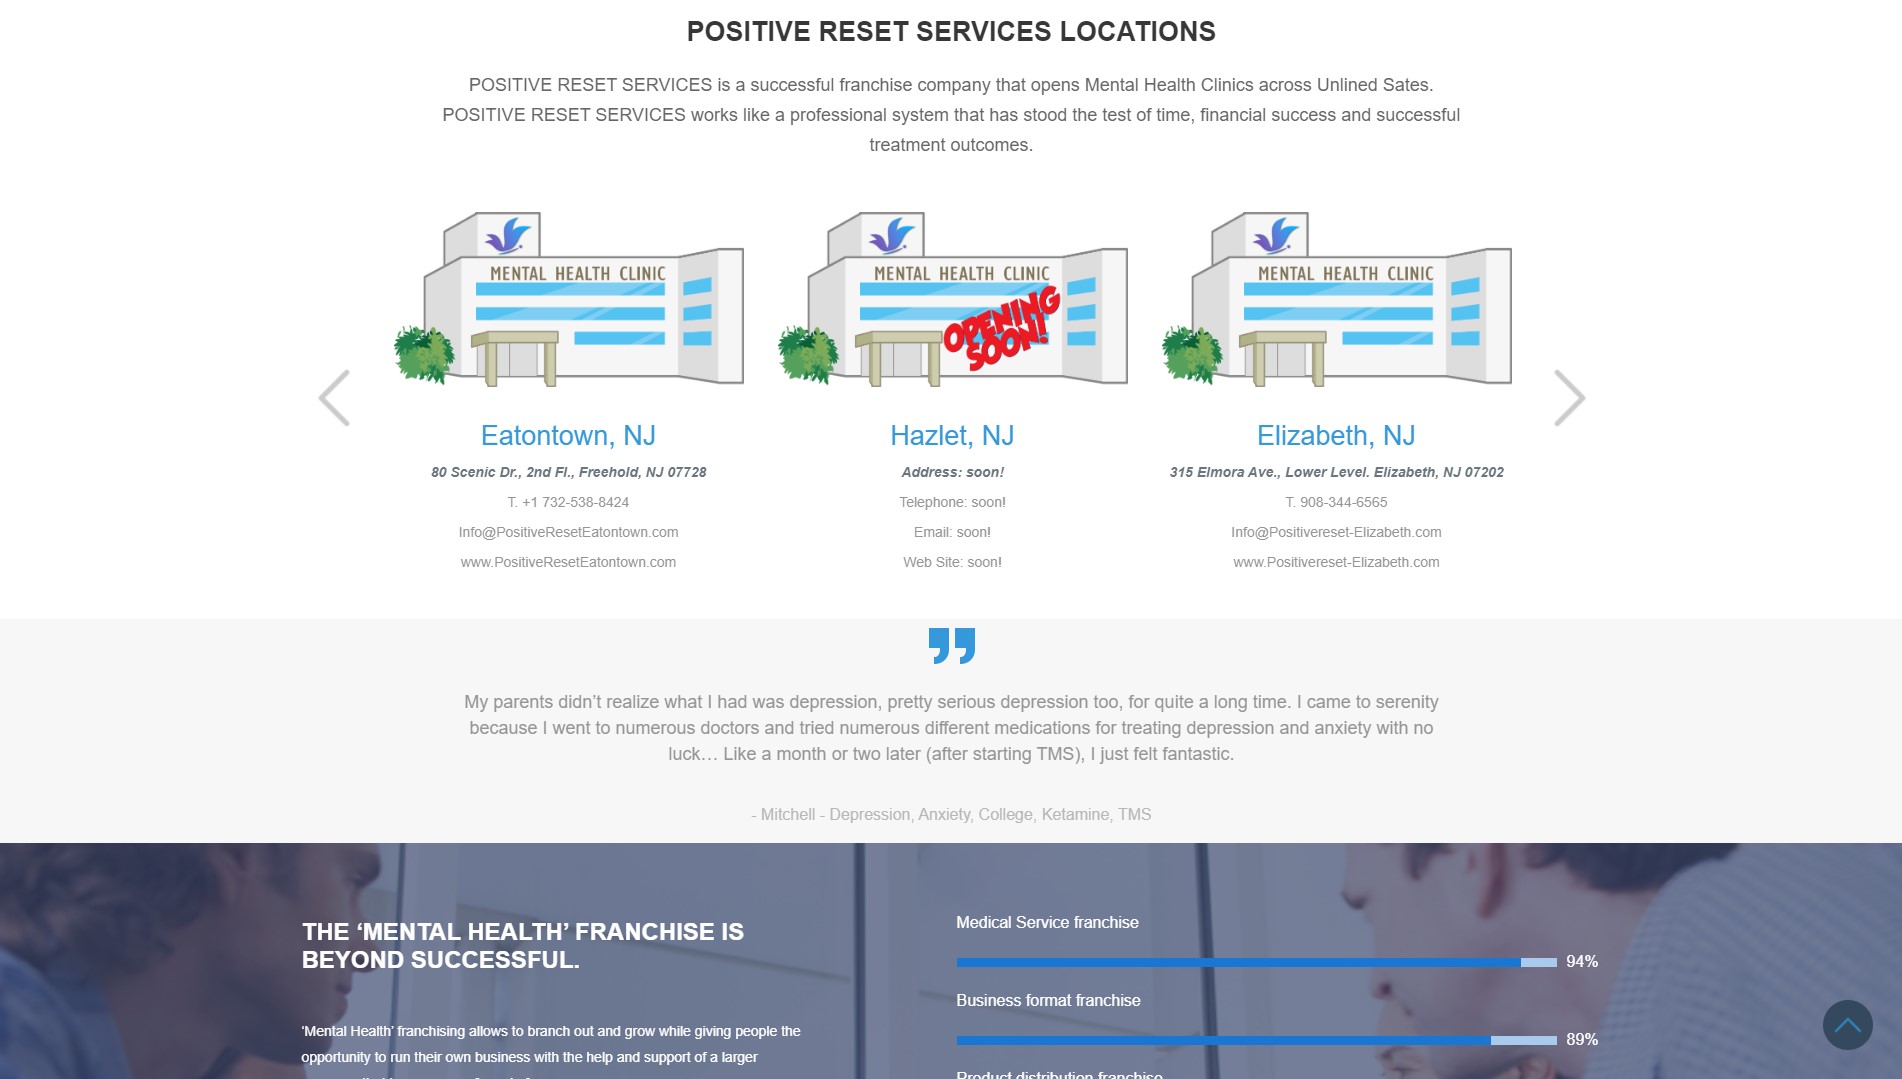 POSITIVE RESET SERVICES LOCATIONS
POSITIVE RESET SERVICES is a successful franchise company that opens Mental Health Clinics across Unlined Sates.
POSITIVE RESET SERVICES works like a professional system that has stood the test of time, financial success and successful
treatment outcomes.
MENTAL HEALTH CLINIC
Eatontown, NJ
80 Scenic Dr., 2nd Fl., Freehold, NJ 07728
T. +1 732-538-8424
Info@PositiveResetEatontown.com
www.PositiveResetEatontown.com
MENTAL HEALTH CLINIC
OPENING
SOON!
Hazlet, NJ
Address: soon!
Telephone: soon!
Email: soon!
Web Site: soon!
MENTAL HEALTH CLINIC
Elizabeth, NJ
315 Elmora Ave., Lower Level. Elizabeth, NJ 07202
T. 908-344-6565
Info@Positivereset-Elizabeth.com
www.Positivereset-Elizabeth.com
My parents didn’t realize what I had was depression, pretty serious depression too, for quite a long time. I came to serenity
because I went to numerous doctors and tried numerous different medications for treating depression and anxiety with no
luck… Like a month or two later (after starting TMS), I just felt fantastic.
- Mitchell - Depression, Anxiety, College, Ketamine, TMS
THE ‘MENTAL HEALTH’ FRANCHISE IS
BEYOND SUCCESSFUL.
‘Mental Health’ franchising allows to branch out and grow while giving people the
opportunity to run their own business with the help and support of a larger
Medical Service franchise
94%
Business format franchise
89%
Product distribution franchise